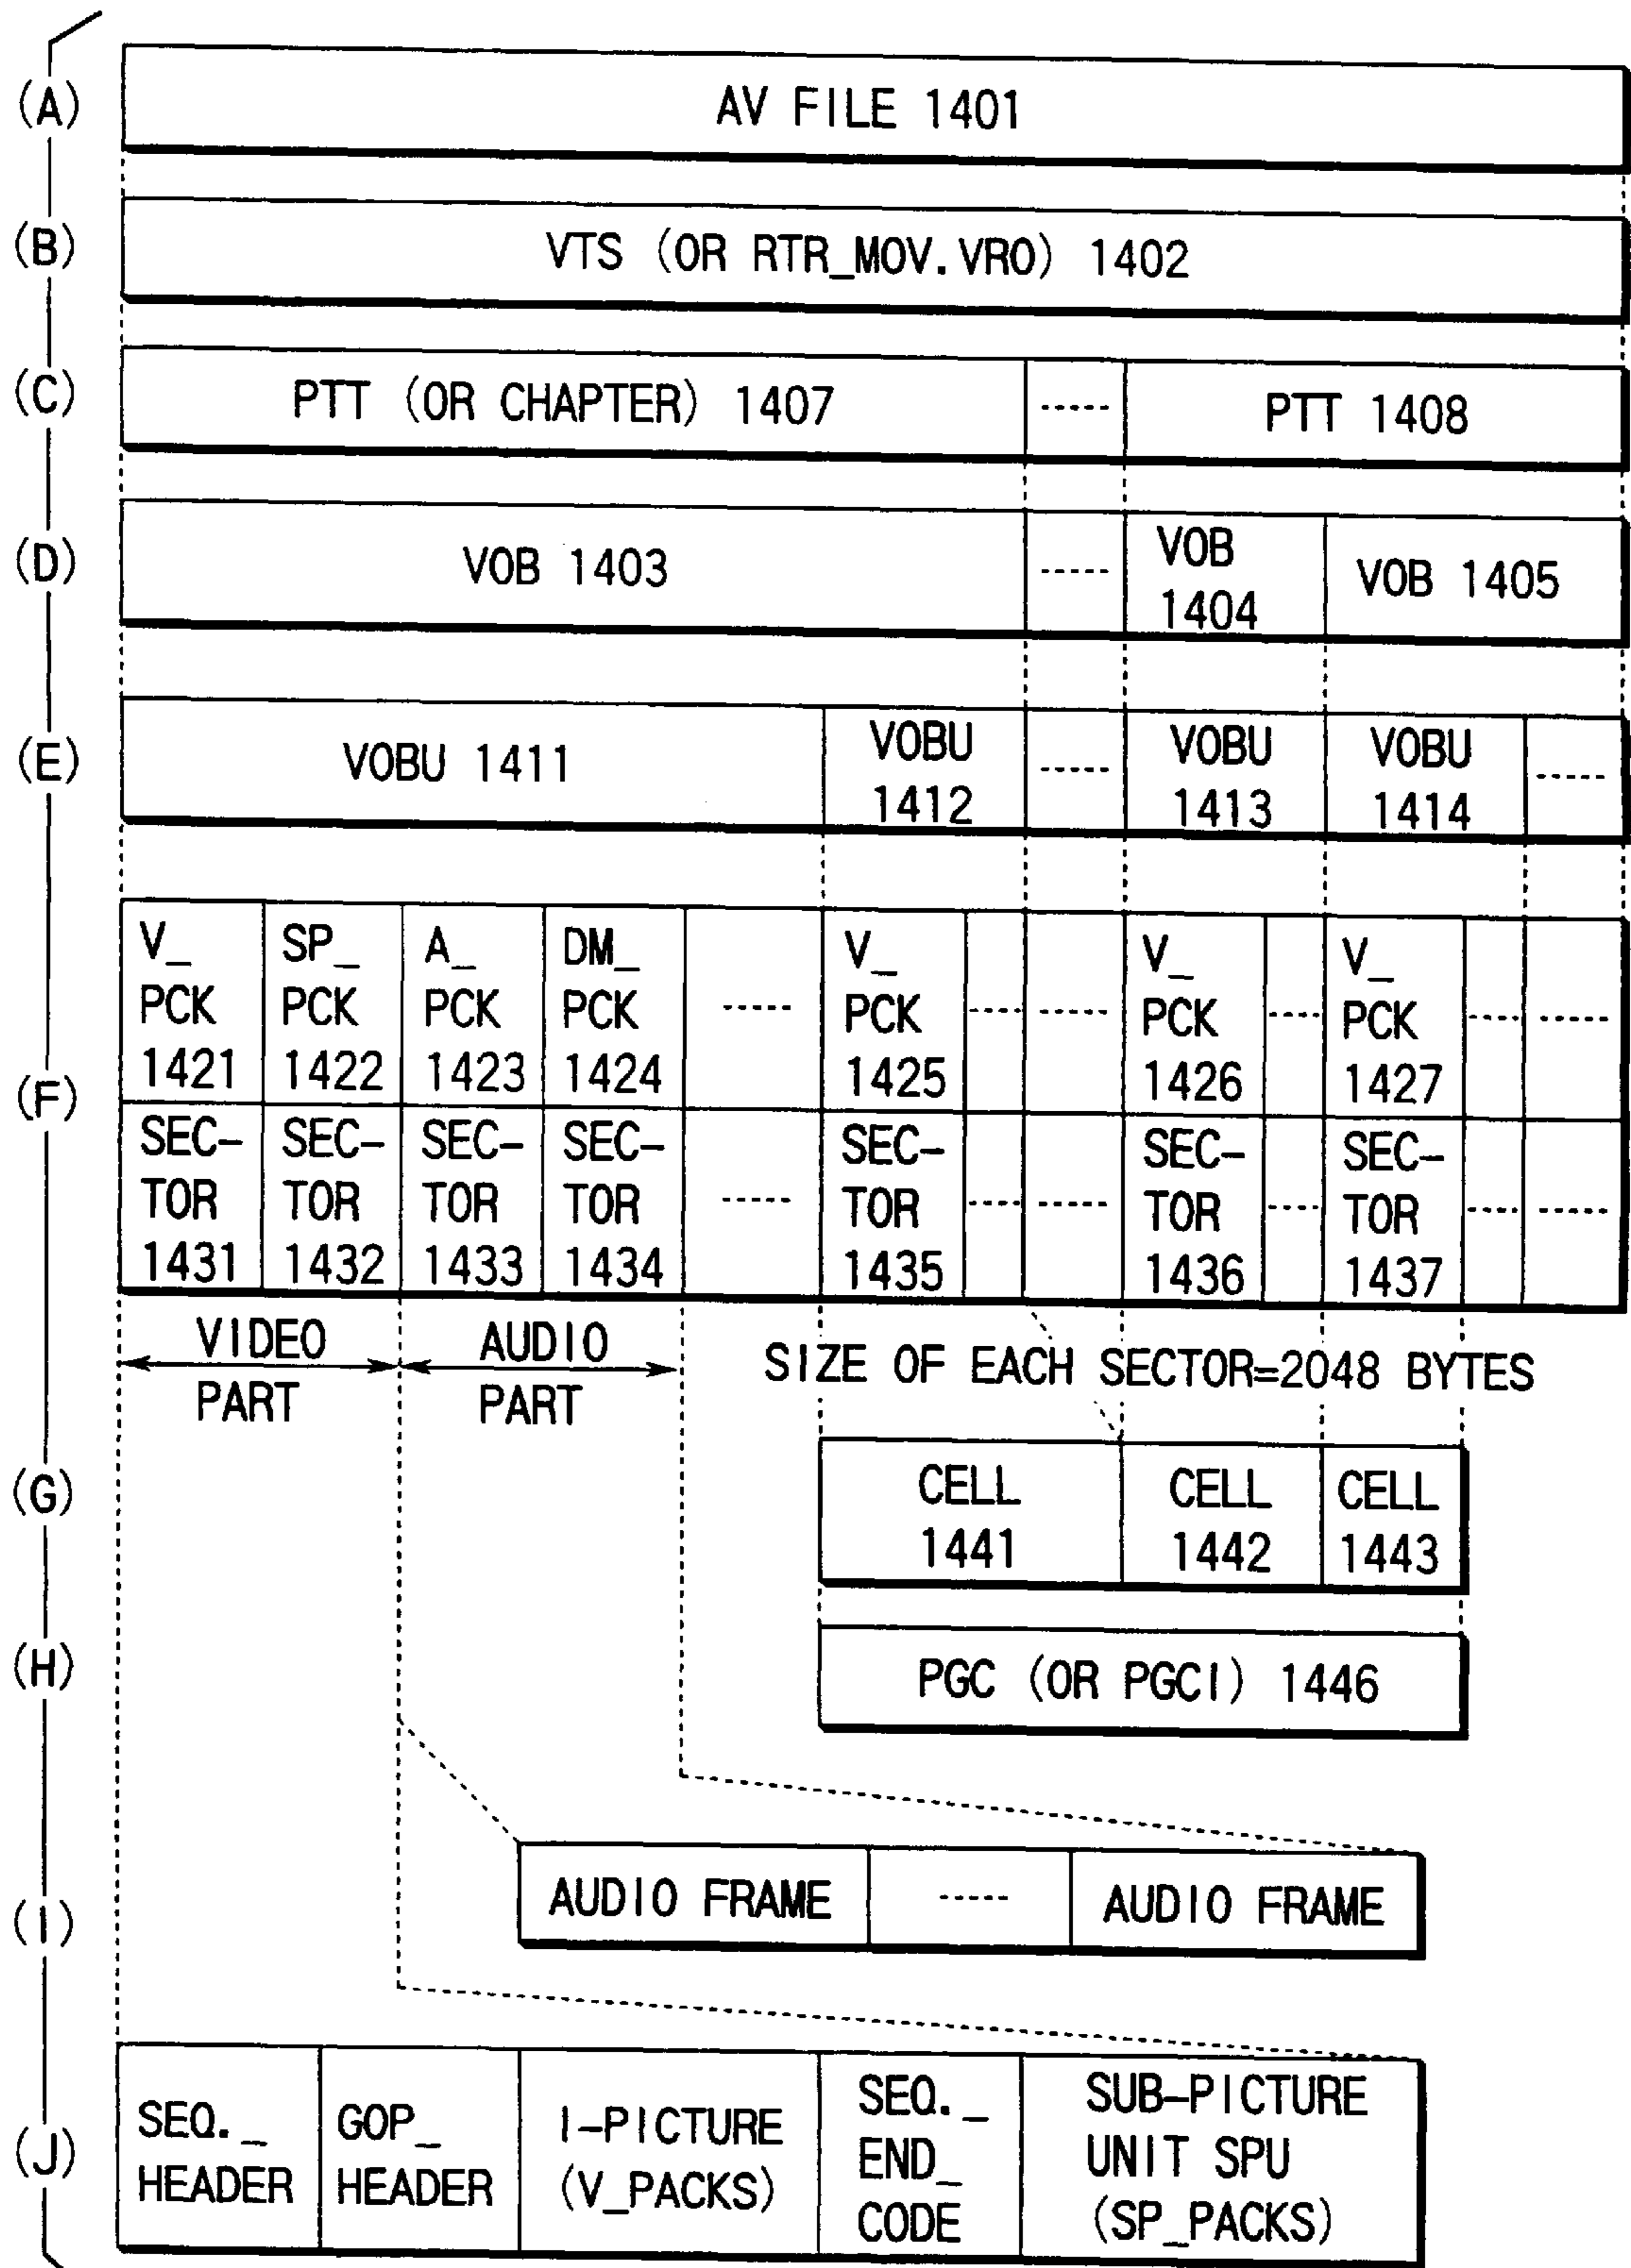 (A)
AV FILE 1401
(B)
VTS (OR RTR_MOV.VRO) 1402
(C)
PTT (OR CHAPTER) 1407
-----
PTT 1408
(D)
VOB 1403
-----
VOB
1404
VOB 1405
(E)
VOBU 1411
VOBU
1412
-----
VOBU
1413
VOBU
1414
-----
(F)
V_
PCK
1421
SP_
PCK
1422
A_
PCK
1423
DM_
PCK
1424
-----
V_
PCK
1425
----
-----
V_
PCK
1426
----
V_
PCK
1427
----
-----
SEC-
TOR
1431
SEC-
TOR
1432
SEC-
TOR
1433
SEC-
TOR
1434
-----
SEC-
TOR
1435
----
-----
SEC-
TOR
1436
----
SEC-
TOR
1437
----
-----
VIDEO
PART
AUDIO
PART
SIZE OF EACH SECTOR=2048 BYTES
(G)
CELL
1441
CELL
1442
CELL
1443
(H)
PGC (OR PGCI) 1446
(I)
AUDIO FRAME
-----
AUDIO FRAME
(J)
SEQ._
HEADER
GOP_
HEADER
I-PICTURE
(V_PACKS)
SEQ._
END_
CODE
SUB-PICTURE
UNIT SPU
(SP_PACKS)